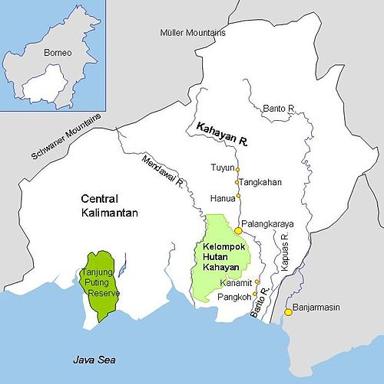 Müller Mountains
Borneo
Banto R.
Kahayan R.
Schwaner Mountains
Mendawal R.
Tuyun
Tangkahan
Hanua
Central
Kalimantan
Palangkaraya
Kelompok
Hutan
Kahayan
Kapuas R.
Tanjung
Puting
Reserve
Kanamit
Pangkoh
Barito R.
Banjarmasin
Java Sea